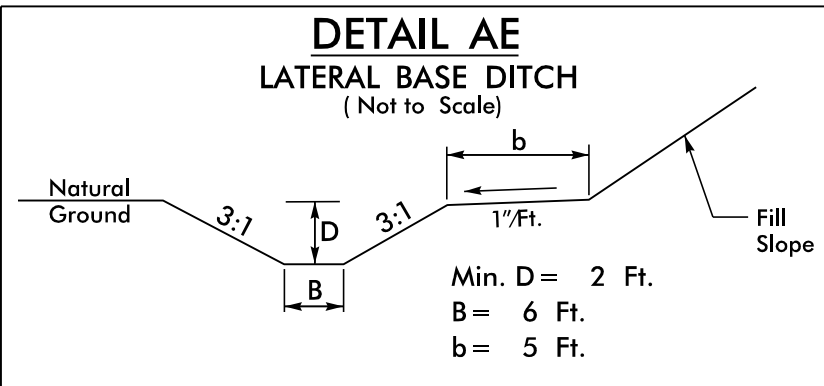 DETAIL AE
LATERAL BASE DITCH
( Not to Scale)
b
Natural
Ground
3:1
D
3:1
1"/Ft.
Fill
Slope
B
Min. D = 2 Ft.
B = 6 Ft.
b = 5 Ft.